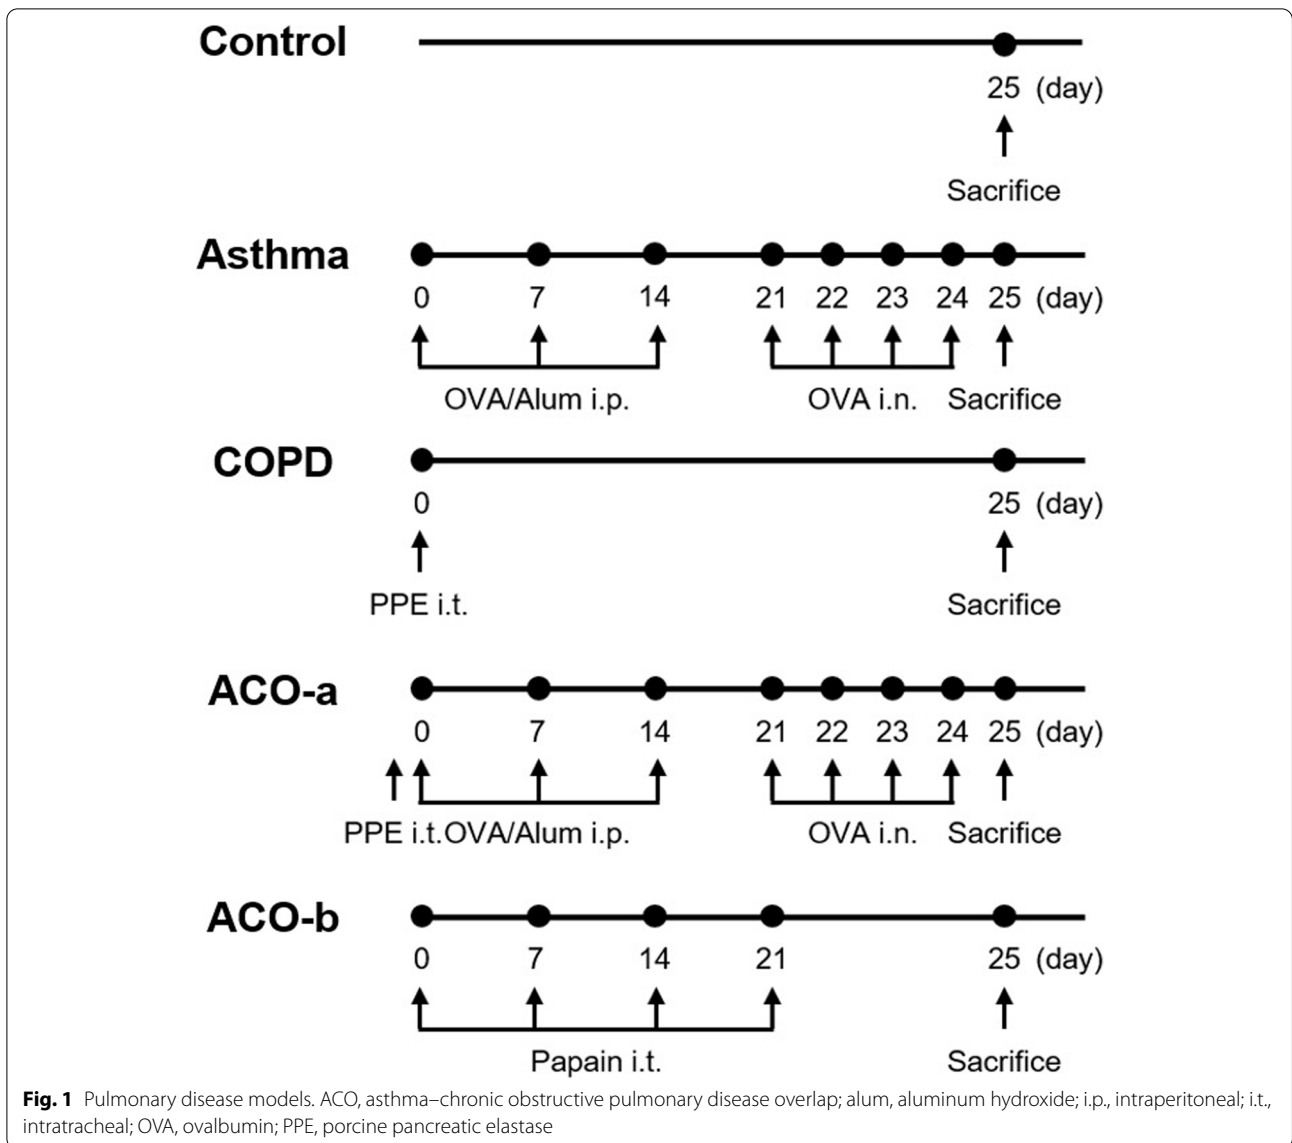 Control
25 (day)
Sacrifice
Asthma
0 7 14 21 22 23 24 25 (day)
OVA/Alum i.p. OVA i.n. Sacrifice
COPD
0 25 (day)
PPE i.t. Sacrifice
ACO-a
0 7 14 21 22 23 24 25 (day)
PPE i.t. OVA/Alum i.p. OVA i.n. Sacrifice
ACO-b
0 7 14 21 25 (day)
Papain i.t. Sacrifice
Fig. 1 Pulmonary disease models. ACO, asthma–chronic obstructive pulmonary disease overlap; alum, aluminum hydroxide; i.p., intraperitoneal; i.t.,
intratracheal; OVA, ovalbumin; PPE, porcine pancreatic elastase